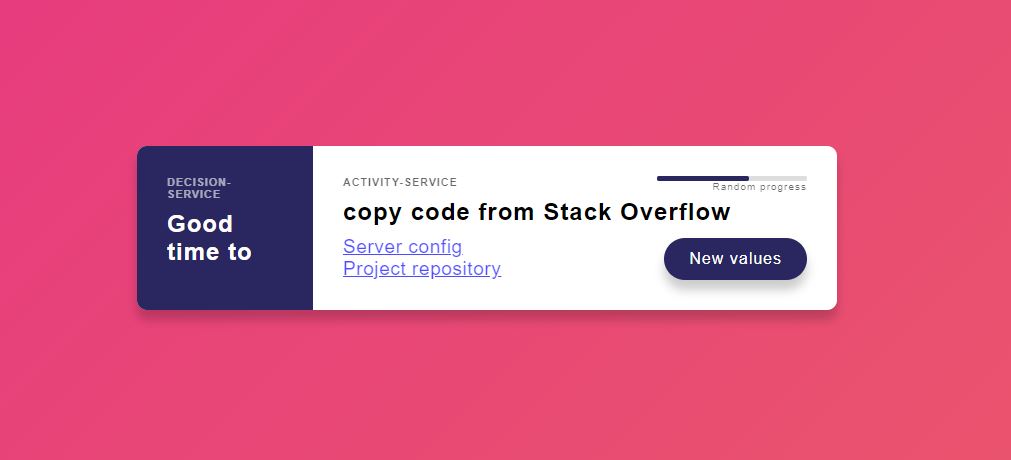 DECISION-
SERVICE
Good
time to
ACTIVITY-SERVICE
Random progress
copy code from Stack Overflow
Server config
Project repository
New values